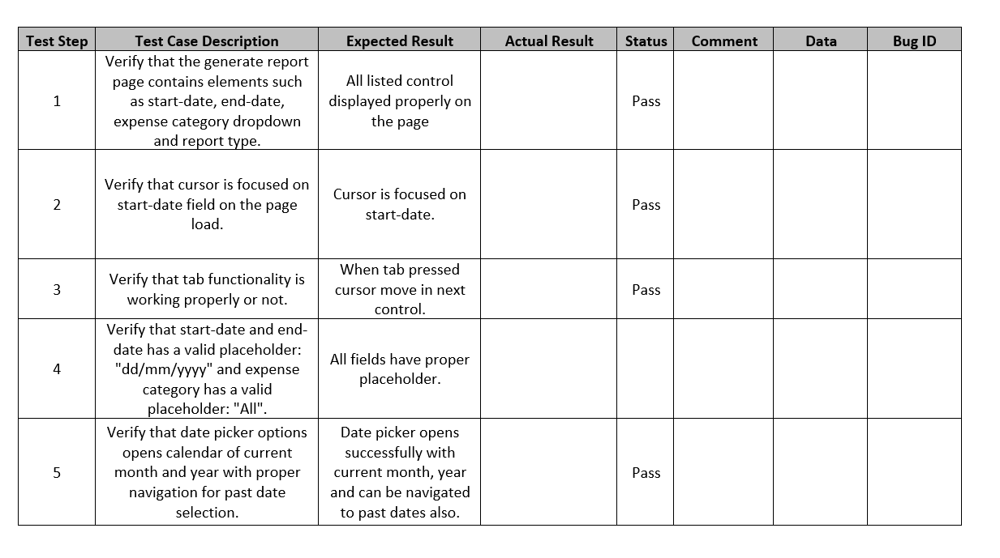 Test Step Test Case Description Expected Result Actual Result Status Comment Data Bug ID
1
Verify that the generate report
page contains elements such
as start-date, end-date,
expense category dropdown
and report type.
All listed control
displayed properly on
the page
Pass
2
Verify that cursor is focused on
start-date field on the page
load.
Cursor is focused on
start-date.
Pass
3
Verify that tab functionality is
working properly or not.
When tab pressed
cursor move in next
control.
Pass
4
Verify that start-date and end-
date has a valid placeholder:
"dd/mm/yyyy" and expense
category has a valid
placeholder: "All".
All fields have proper
placeholder.
5
Verify that date picker options
opens calendar of current
month and year with proper
navigation for past date
selection.
Date picker opens
successfully with
current month, year
and can be navigated
to past dates also.
Pass